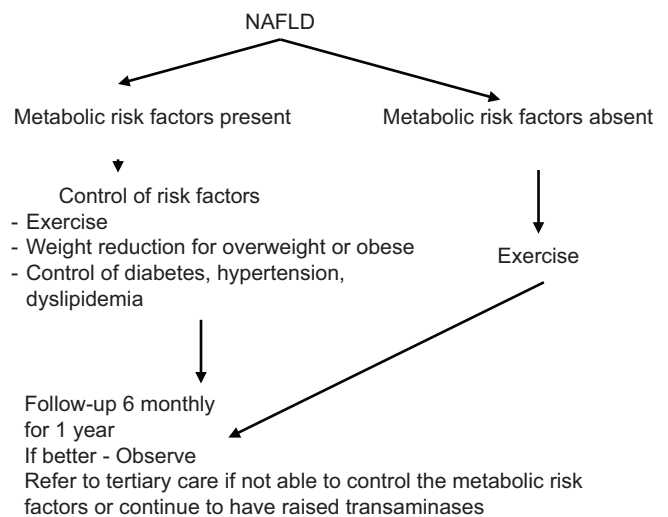 NAFLD
Metabolic risk factors present
Metabolic risk factors absent
Control of risk factors
- Exercise
- Weight reduction for overweight or obese
- Control of diabetes, hypertension,
dyslipidemia
Exercise
Follow-up 6 monthly
for 1 year
If better - Observe
Refer to tertiary care if not able to control the metabolic risk
factors or continue to have raised transaminases